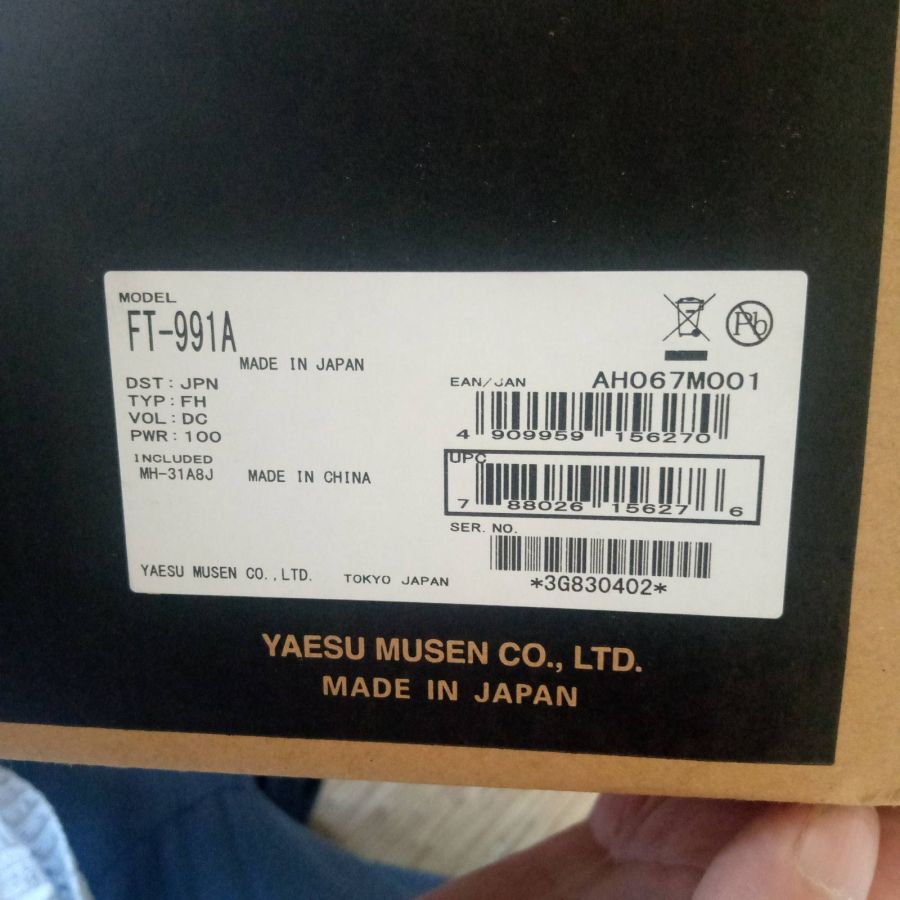 MODEL
FT-991A
MADE IN JAPAN
DST : JPN
TYP : FH
VOL : DC
PWR : 100
INCLUDED
MH-31A8J MADE IN CHINA
YAESU MUSEN CO.,LTD. TOKYO JAPAN
Pb
EAN/JAN AH067M001
4 909959 156270
UPC
7 88026 15627 6
SER. NO.
*3G830402*
YAESU MUSEN CO., LTD.
MADE IN JAPAN